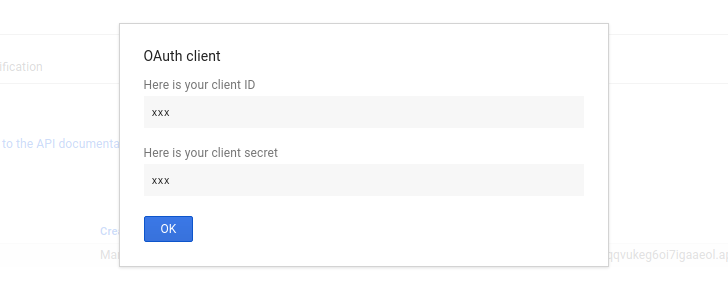 OAuth client
ification
Here is your client ID
xxx
to the API documenta
Here is your client secret
xxx
OK
Crea
Mar
qqvukeg6oi7igaaeol.ap